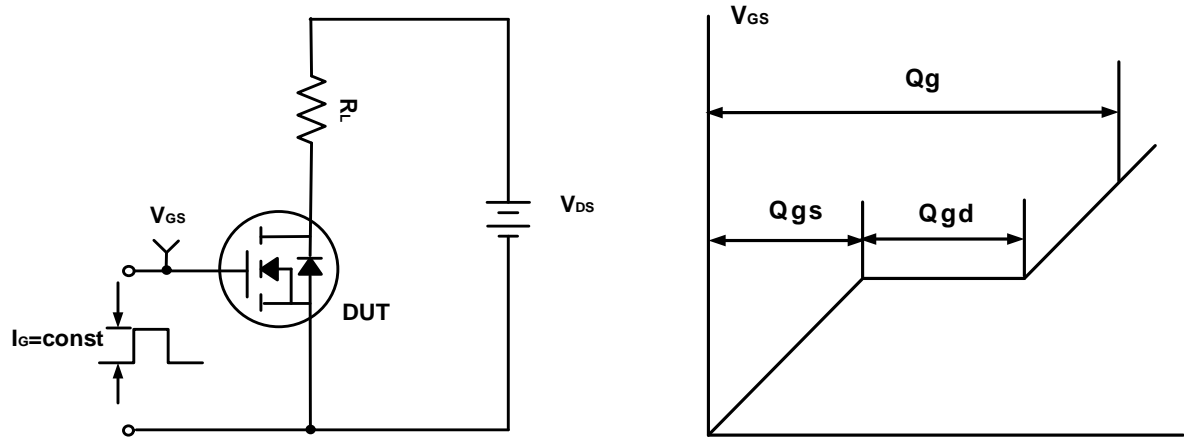 RL
VGS
VDS
DUT
IG=const
VGS
Qg
Qgs
Qgd